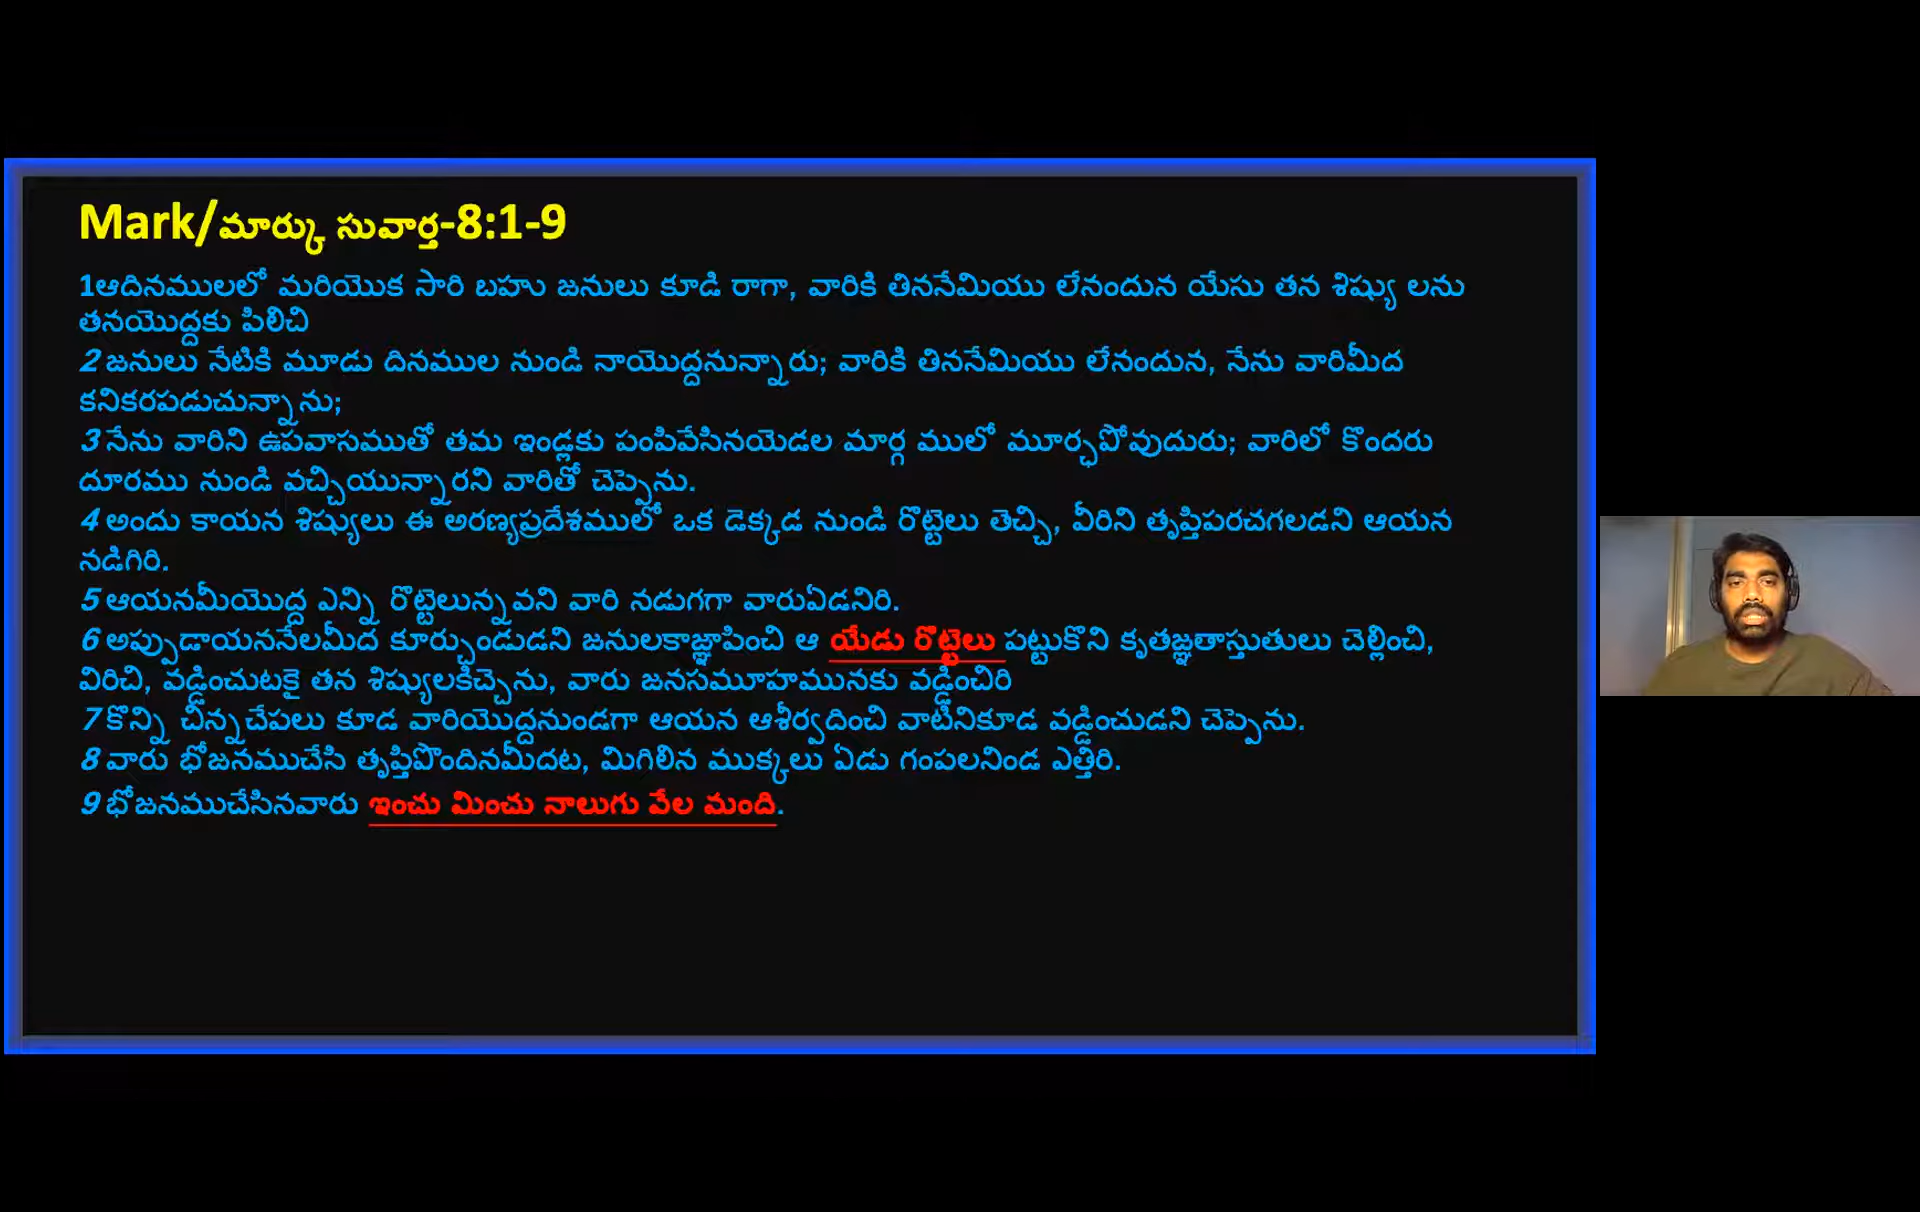 Mark/మార్కు సువార్త-8:1-9
1ఆదినములలో మరియొక సారి బహు జనులు కూడి రాగా, వారికి తిననేమియు లేనందున యేసు తన శిష్యు లను
తనయొద్దకు పిలిచి
2 జనులు నేటికి మూడు దినముల నుండి నాయొద్దనున్నారు; వారికి తిననేమియు లేనందున, నేను వారిమీద
కనికరపడుచున్నాను;
3 నేను వారిని ఉపవాసముతో తమ ఇండ్లకు పంపివేసినయెడల మార్గ ములో మూర్ఛపోవుదురు; వారిలో కొందరు
దూరము నుండి వచ్చియున్నారని వారితో చెప్పెను.
4 అందు కాయన శిష్యులు ఈ అరణ్యప్రదేశములో ఒక డెక్కడ నుండి రొట్టెలు తెచ్చి, వీరిని తృప్తిపరచగలడని ఆయన
నడిగిరి.
5 ఆయనమీయొద్ద ఎన్ని రొట్టెలున్నవని వారి నడుగగా వారుఏడనిరి.
6 అప్పుడాయననేలమీద కూర్చుండుడని జనులకాజ్ఞాపించి ఆ యేడు రొట్టెలు పట్టుకొని కృతజ్ఞతాస్తుతులు చెల్లించి,
విరిచి, వడ్డించుటకై తన శిష్యులకిచ్చెను, వారు జనసమూహమునకు వడ్డించిరి
7 కొన్ని చిన్నచేపలు కూడ వారియొద్దనుండగా ఆయన ఆశీర్వదించి వాటినికూడ వడ్డించుడని చెప్పెను.
8 వారు భోజనముచేసి తృప్తిపొందినమీదట, మిగిలిన ముక్కలు ఏడు గంపలనిండ ఎత్తిరి.
9 భోజనముచేసినవారు ఇంచు మించు నాలుగు వేల మంది.